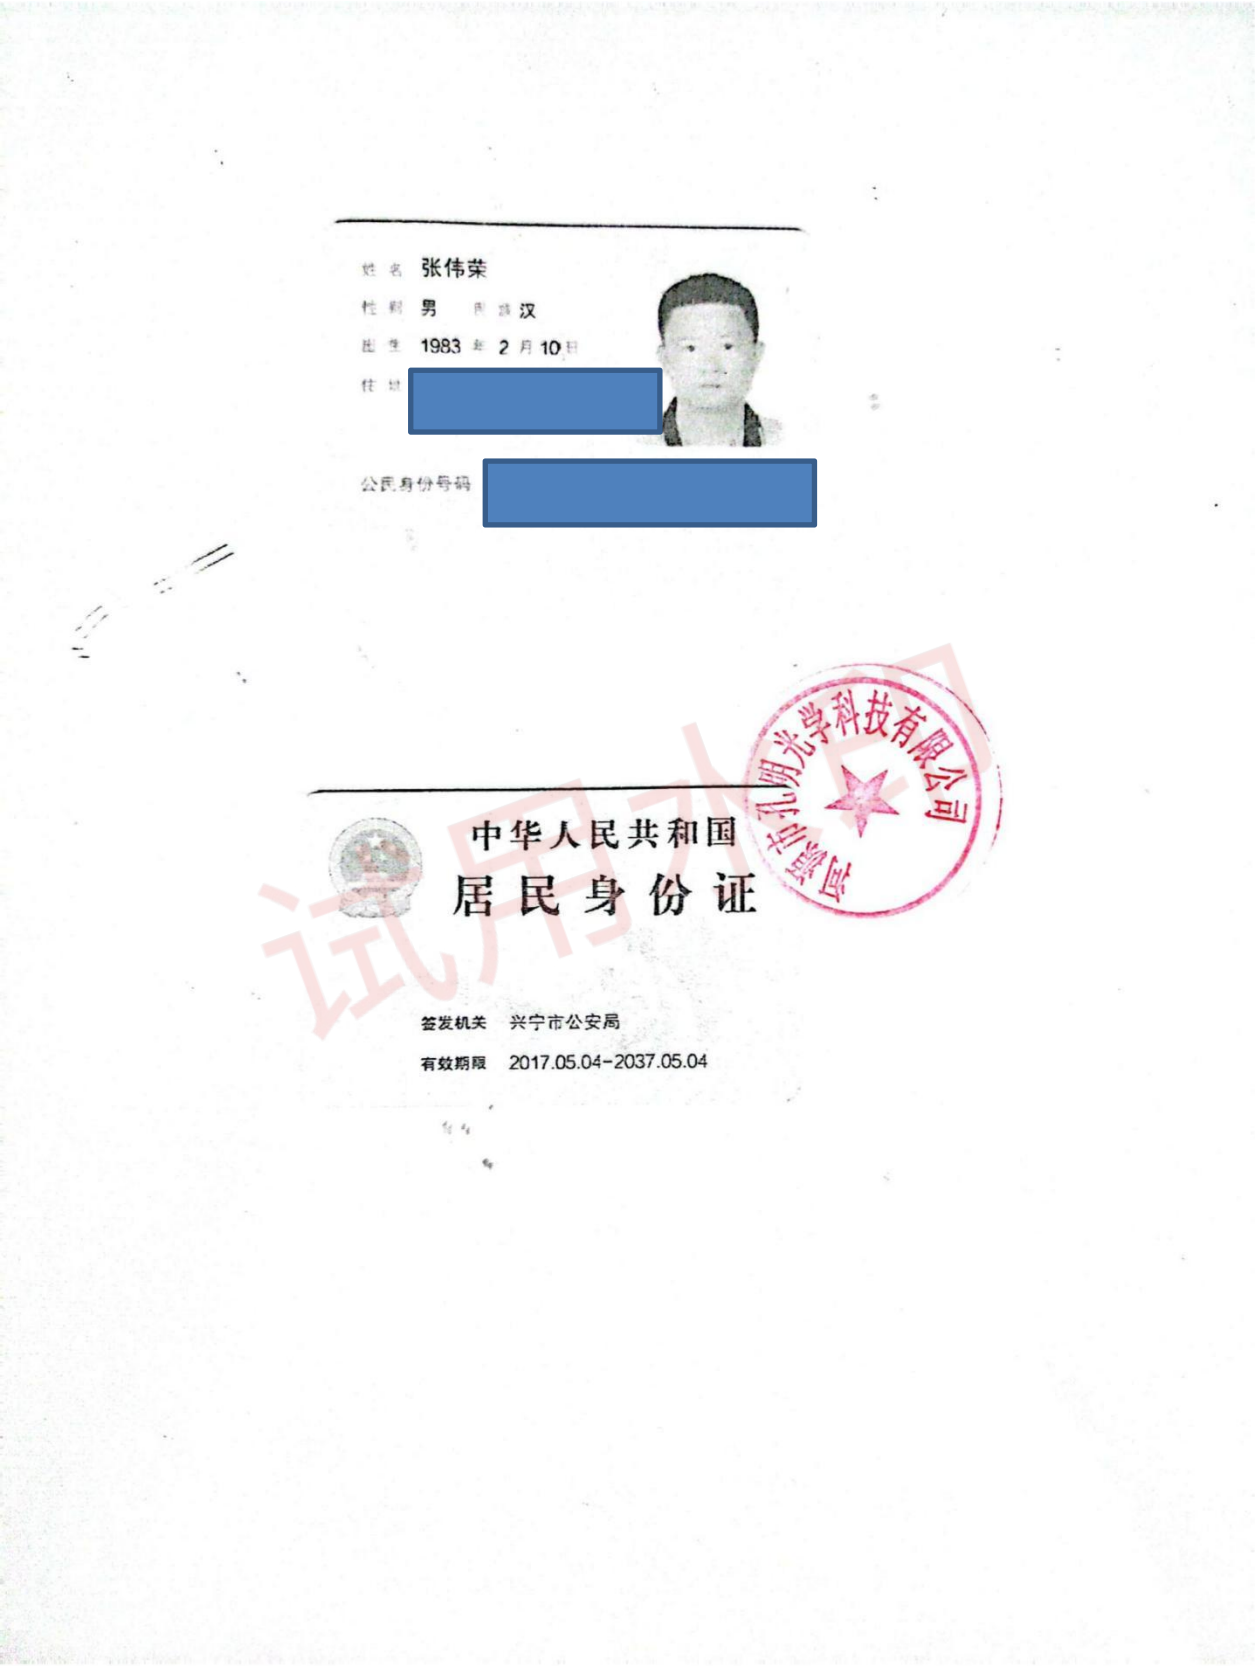 姓名 张伟荣
性别 男 民族 汉
出生 1983 年 2 月 10 日
住址
公民身份号码
河源市孔明光学科技有限公司
中华人民共和国
居民身份证
签发机关 兴宁市公安局
有效期限 2017.05.04-2037.05.04
试用水印